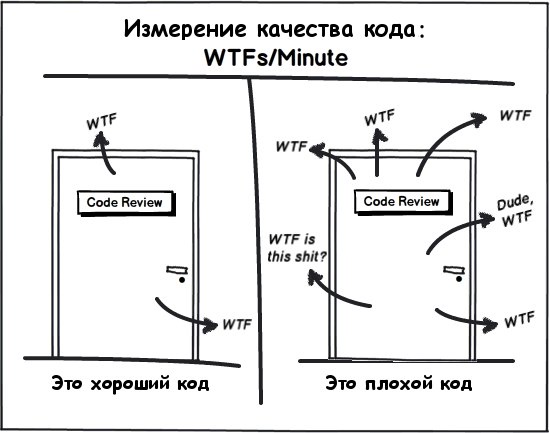 Измерение качества кода:
WTFs/Minute
WTF
Code Review
WTF
Это хороший код
WTF
WTF
WTF
Code Review
Dude,
WTF
WTF is
this shit?
WTF
Это плохой код